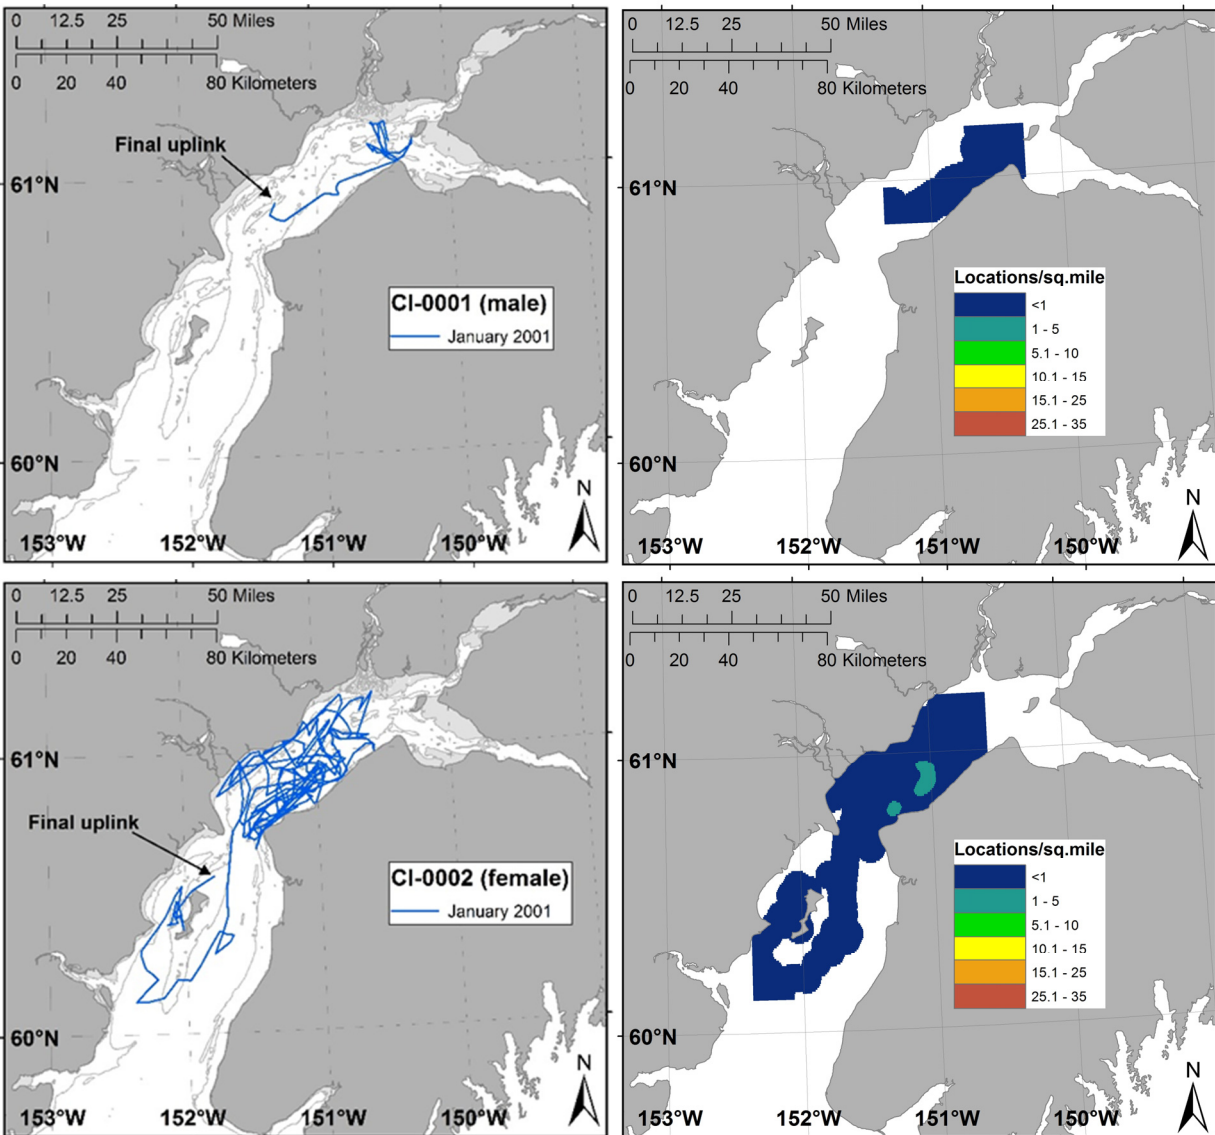 0 12.5 25 50 Miles
0 20 40 80 Kilometers
Final uplink
61°N
CI-0001 (male)
January 2001
60°N
N
153°W 152°W 151°W 150°W
0 12.5 25 50 Miles
0 20 40 80 Kilometers
61°N
Locations/sq.mile
<1
1 - 5
5.1 - 10
10.1 - 15
15.1 - 25
25.1 - 35
60°N
N
153°W 152°W 151°W 150°W
0 12.5 25 50 Miles
0 20 40 80 Kilometers
61°N
Final uplink
CI-0002 (female)
January 2001
60°N
N
153°W 152°W 151°W 150°W
0 12.5 25 50 Miles
0 20 40 80 Kilometers
61°N
Locations/sq.mile
<1
1 - 5
5.1 - 10
10.1 - 15
15.1 - 25
25.1 - 35
60°N
N
153°W 152°W 151°W 150°W